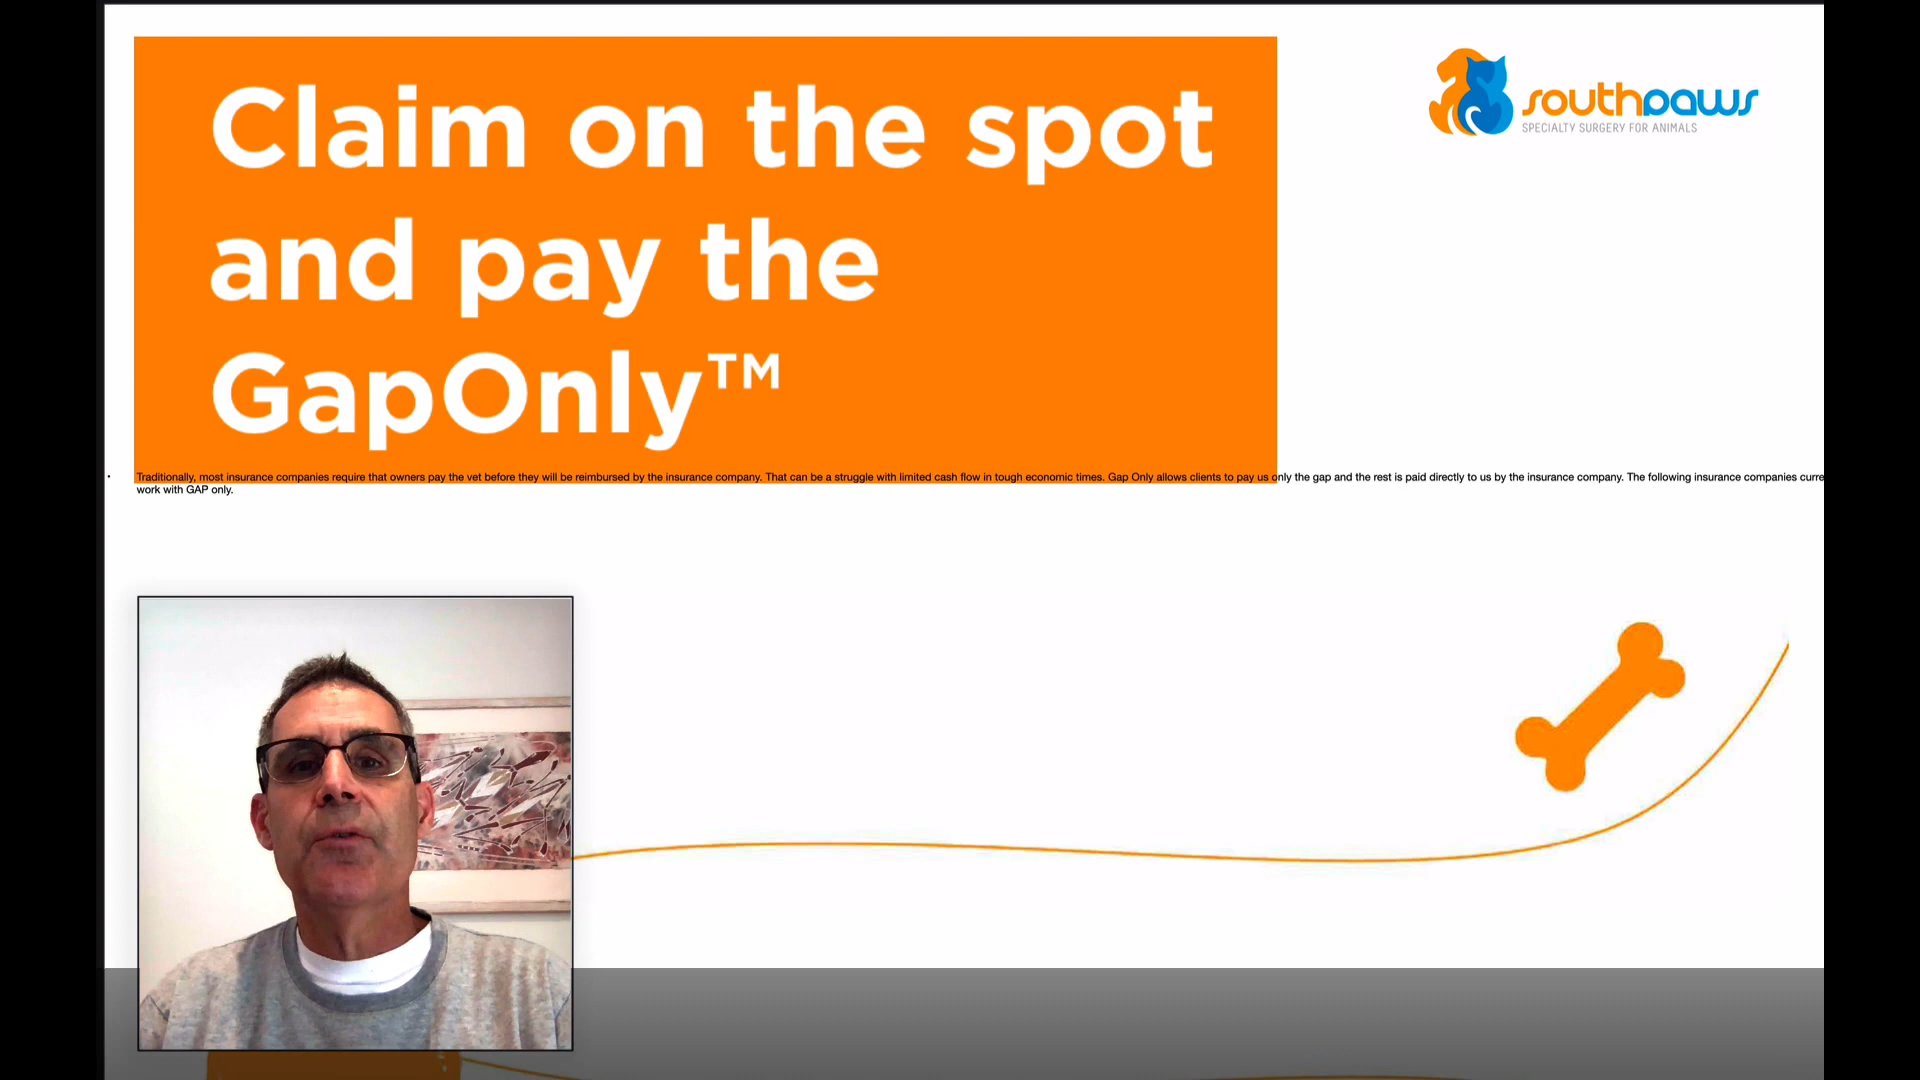 Claim on the spot
and pay the
GapOnly™
southpaws
SPECIALTY SURGERY FOR ANIMALS
• Traditionally, most insurance companies require that owners pay the vet before they will be reimbursed by the insurance company. That can be a struggle with limited cash flow in tough economic times. Gap Only allows clients to pay us only the gap and the rest is paid directly to us by the insurance company. The following insurance companies curre
work with GAP only.